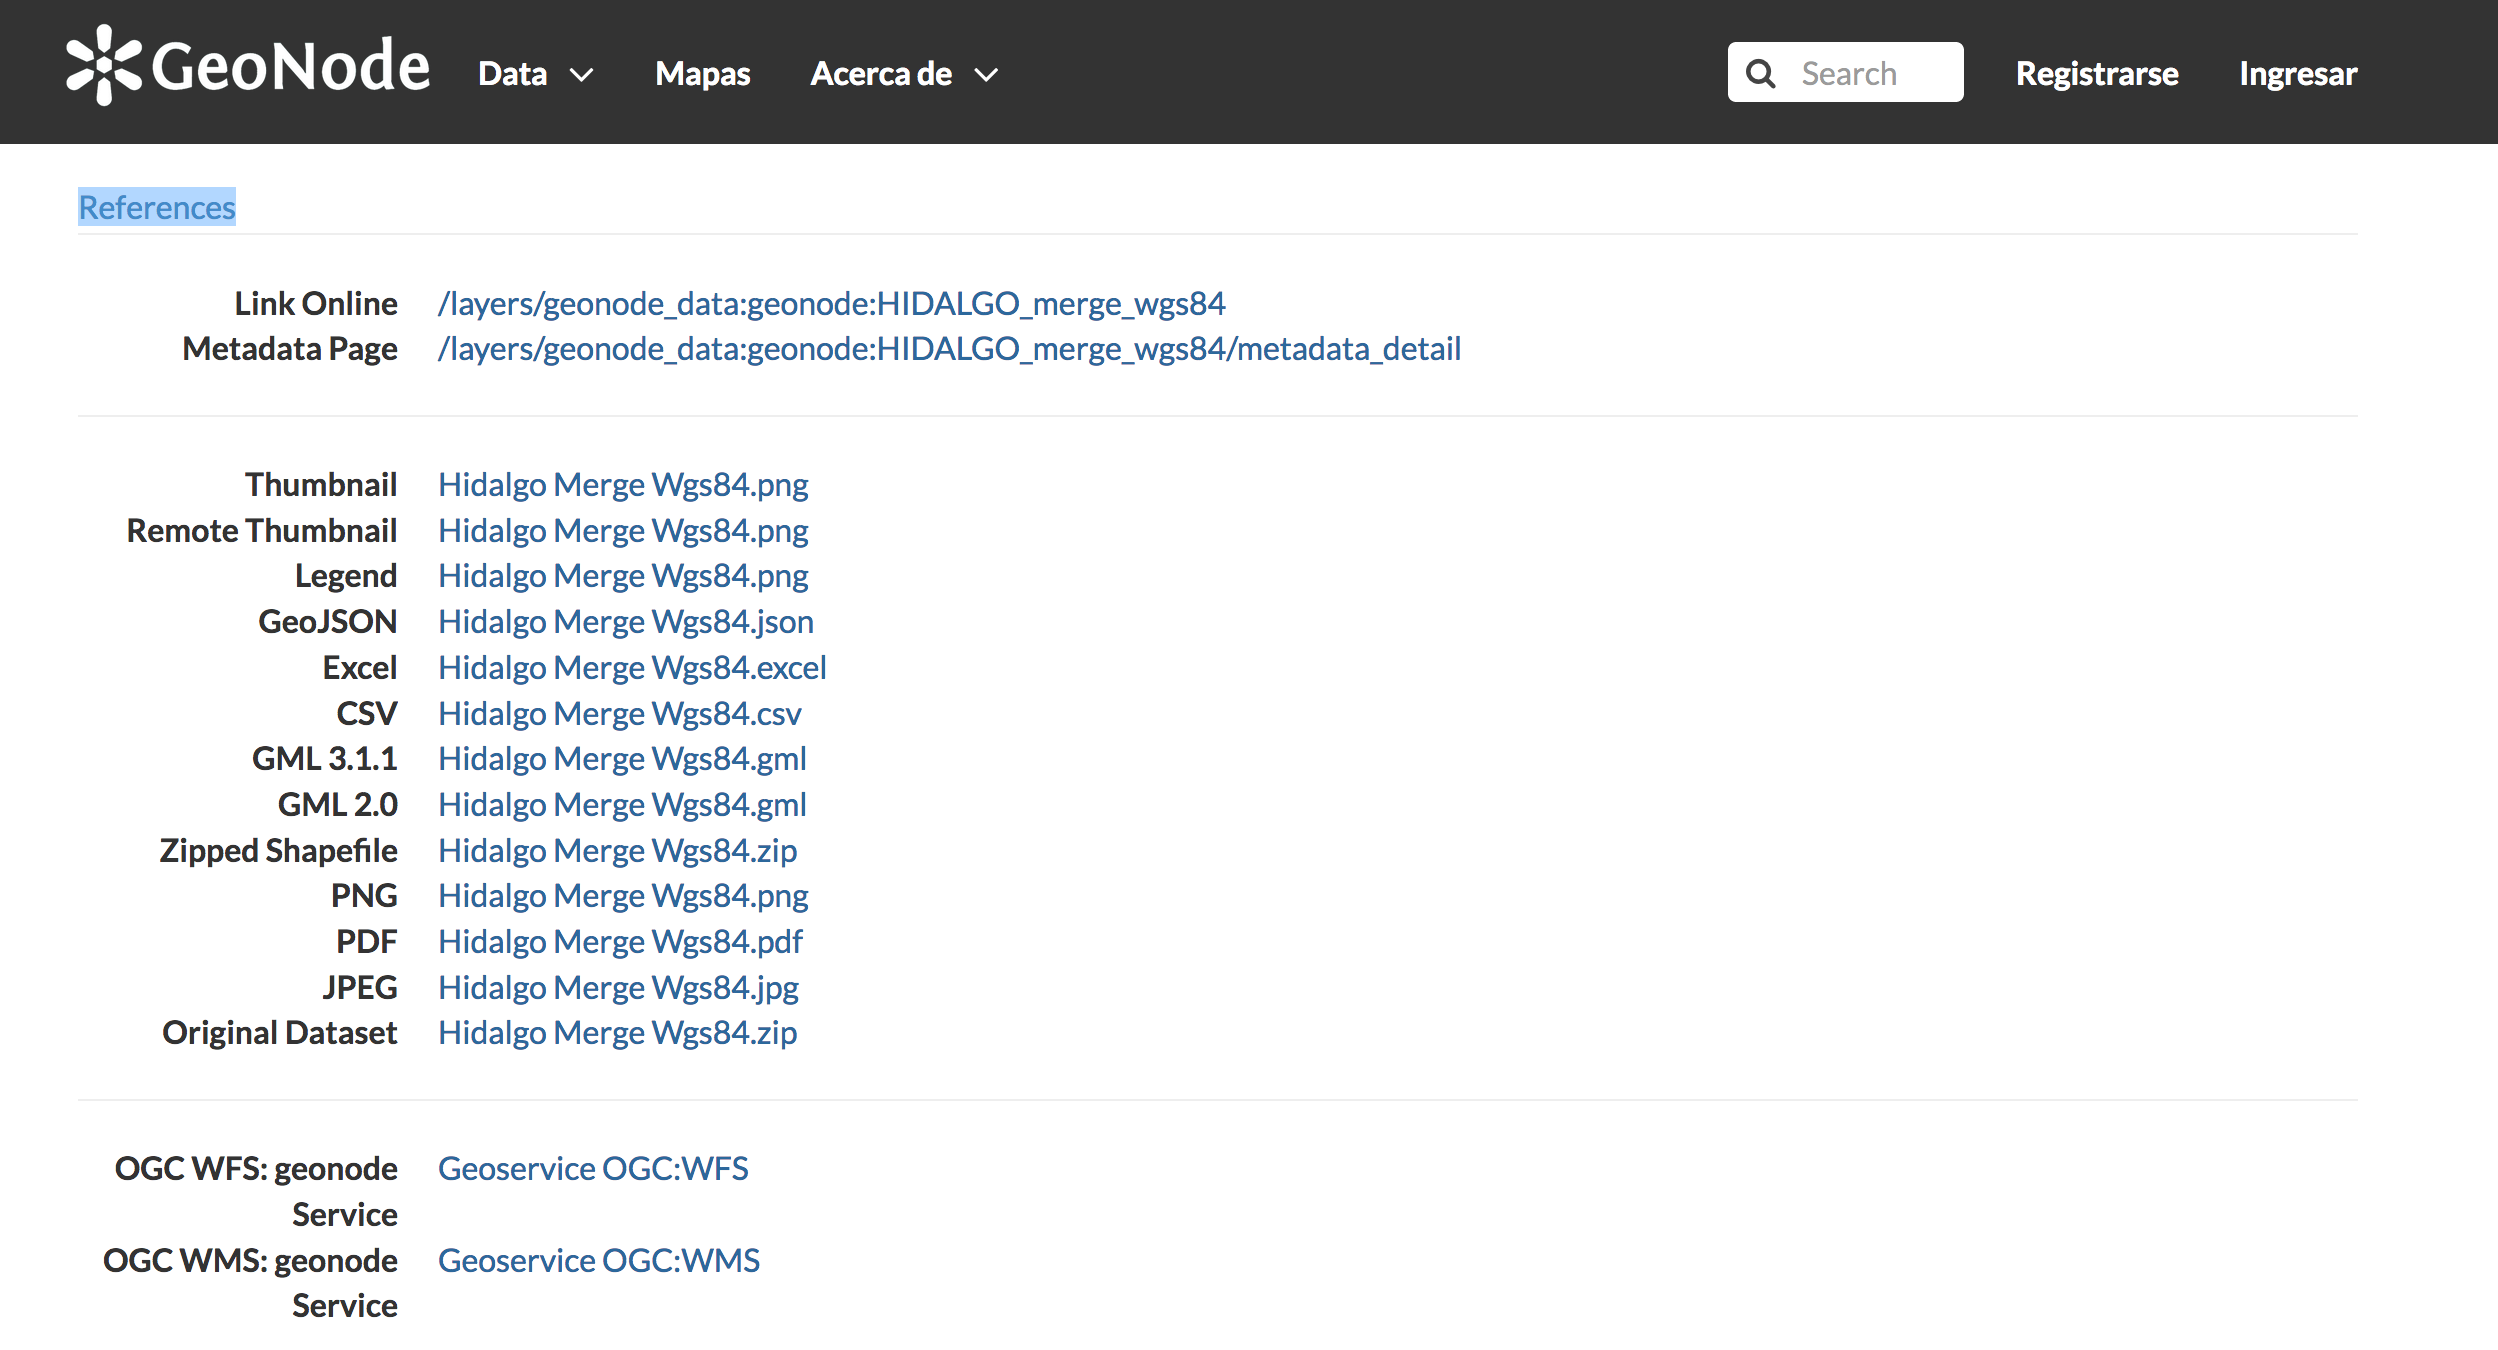 GeoNode Data Mapas Acerca de Search Registrarse Ingresar
References
Link Online /layers/geonode_data:geonode:HIDALGO_merge_wgs84
Metadata Page /layers/geonode_data:geonode:HIDALGO_merge_wgs84/metadata_detail
Thumbnail Hidalgo Merge Wgs84.png
Remote Thumbnail Hidalgo Merge Wgs84.png
Legend Hidalgo Merge Wgs84.png
GeoJSON Hidalgo Merge Wgs84.json
Excel Hidalgo Merge Wgs84.excel
CSV Hidalgo Merge Wgs84.csv
GML 3.1.1 Hidalgo Merge Wgs84.gml
GML 2.0 Hidalgo Merge Wgs84.gml
Zipped Shapefile Hidalgo Merge Wgs84.zip
PNG Hidalgo Merge Wgs84.png
PDF Hidalgo Merge Wgs84.pdf
JPEG Hidalgo Merge Wgs84.jpg
Original Dataset Hidalgo Merge Wgs84.zip
OGC WFS: geonode Geoservice OGC:WFS
Service
OGC WMS: geonode Geoservice OGC:WMS
Service